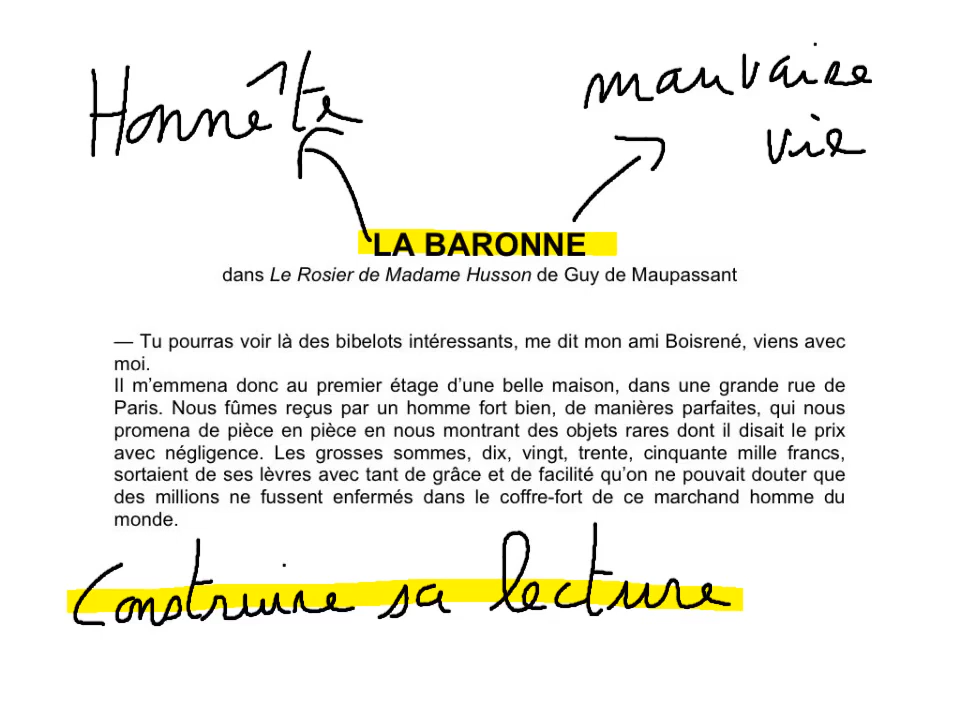 Honnête
mauvaise
vie
LA BARONNE
dans Le Rosier de Madame Husson de Guy de Maupassant
— Tu pourras voir là des bibelots intéressants, me dit mon ami Boisrené, viens avec
moi.
Il m’emmena donc au premier étage d’une belle maison, dans une grande rue de
Paris. Nous fûmes reçus par un homme fort bien, de manières parfaites, qui nous
promena de pièce en pièce en nous montrant des objets rares dont il disait le prix
avec négligence. Les grosses sommes, dix, vingt, trente, cinquante mille francs,
sortaient de ses lèvres avec tant de grâce et de facilité qu’on ne pouvait douter que
des millions ne fussent enfermés dans le coffre-fort de ce marchand homme du
monde.
Construire sa lecture